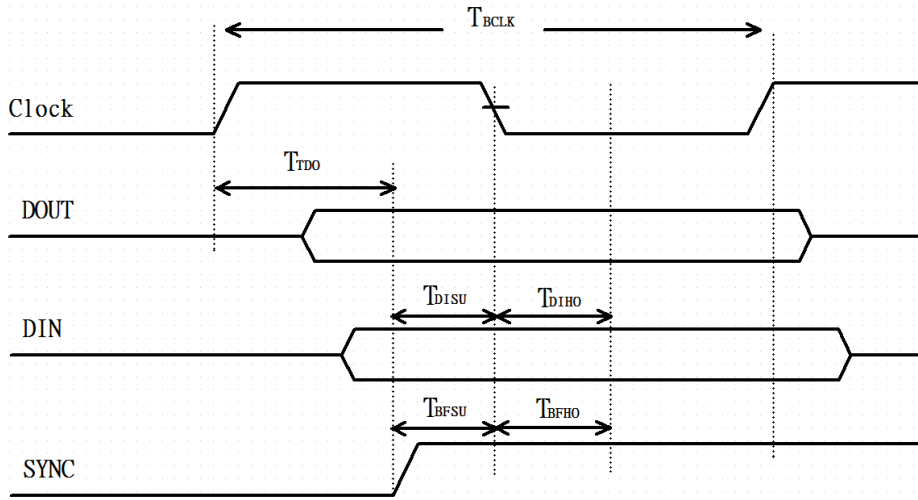 TBCLK
Clock
TTDO
DOUT
TDISU TDIHO
DIN
TBFSU TBFHO
SYNC